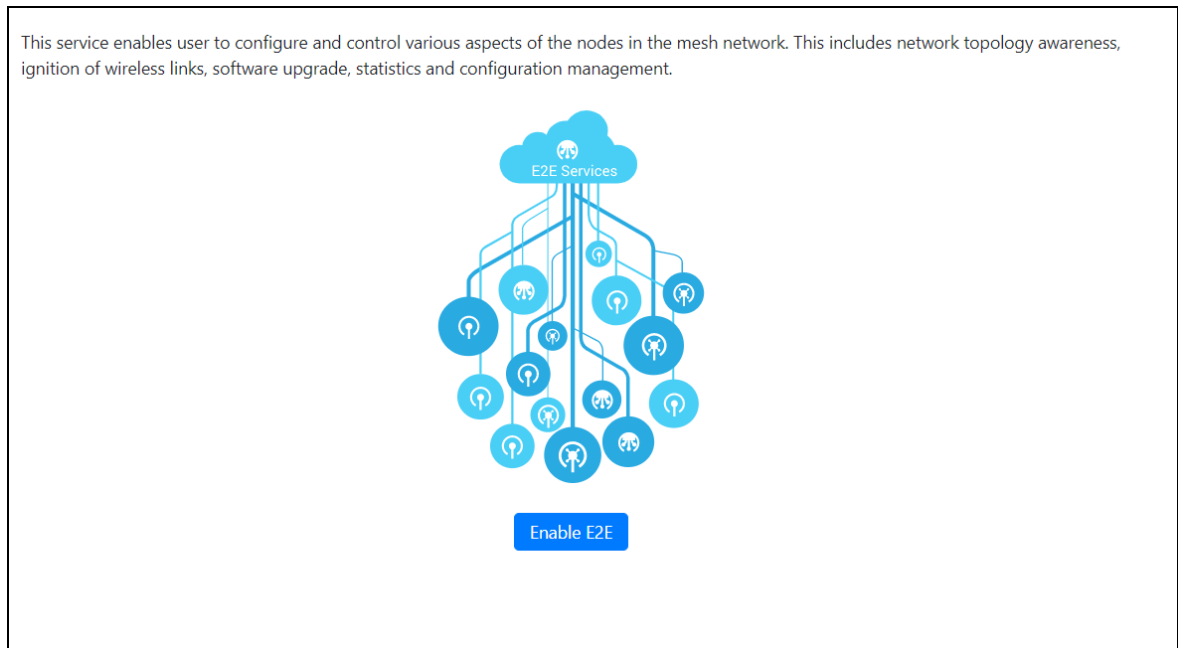 This service enables user to configure and control various aspects of the nodes in the mesh network. This includes network topology awareness,
ignition of wireless links, software upgrade, statistics and configuration management.
E2E Services
Enable E2E